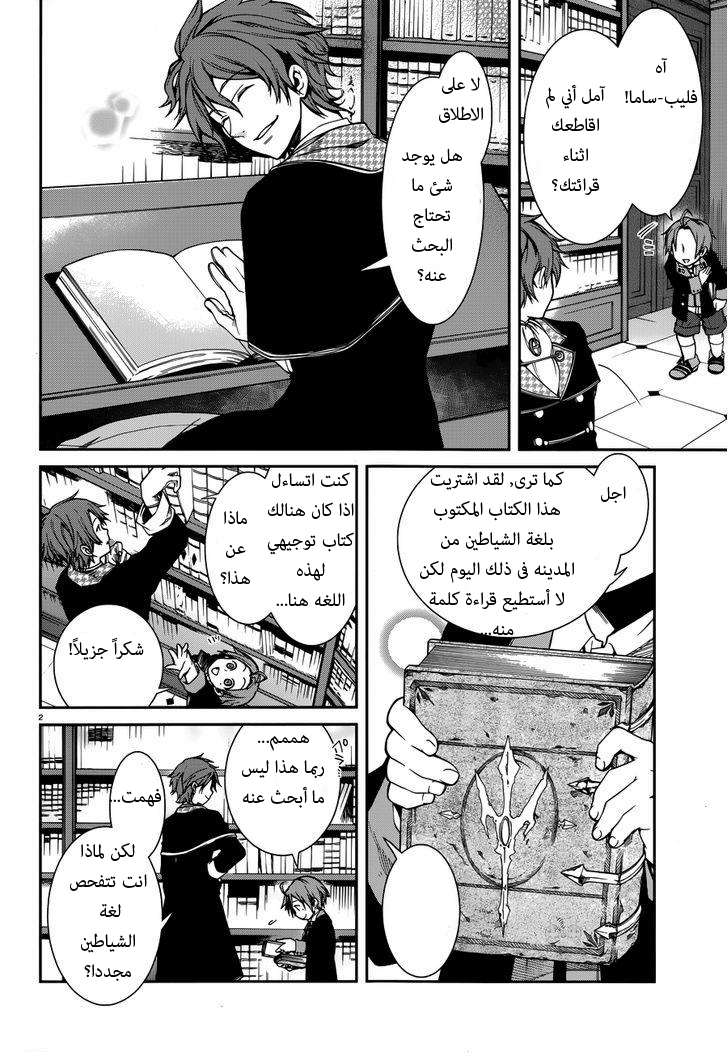 آه
فليب-ساما!
آمل أني لم
اقاطعك
اثناء
قرائتك؟
لا على
الاطلاق
هل يوجد
شئ ما
تحتاج
البحث
عنه؟
اجل
كما ترى, لقد اشتريت
هذا الكتاب المكتوب
بلغة الشياطين من
المدينه فى ذلك اليوم لكن
لا أستطيع قراءة كلمة
منه...
كنت اتساءل
اذا كان هنالك
كتاب توجيهي
لهذه
اللغه هنا...
ماذا
عن
هذا؟
شكراً جزيلاً!
2
هممم...
ربما هذا ليس
ما أبحث عنه
فهمت...
لكن لماذا
انت تتفحص
لغة
الشياطين
مجددا؟